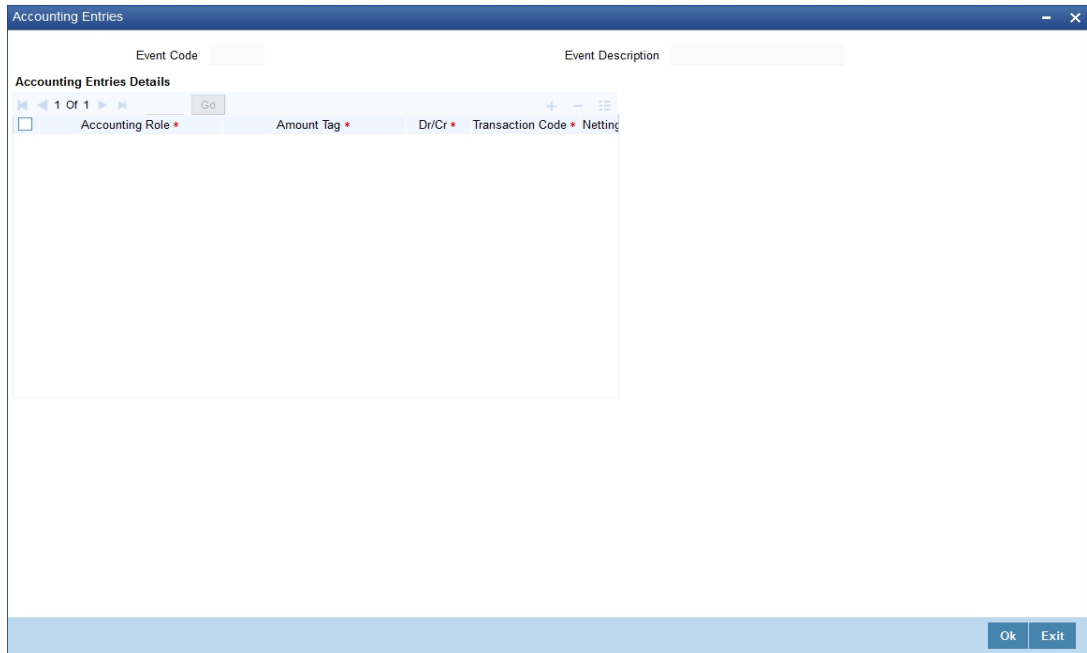 Accounting Entries
Event Code Event Description
Accounting Entries Details
1 Of 1 Go
Accounting Role * Amount Tag * Dr/Cr * Transaction Code * Netting
Ok Exit